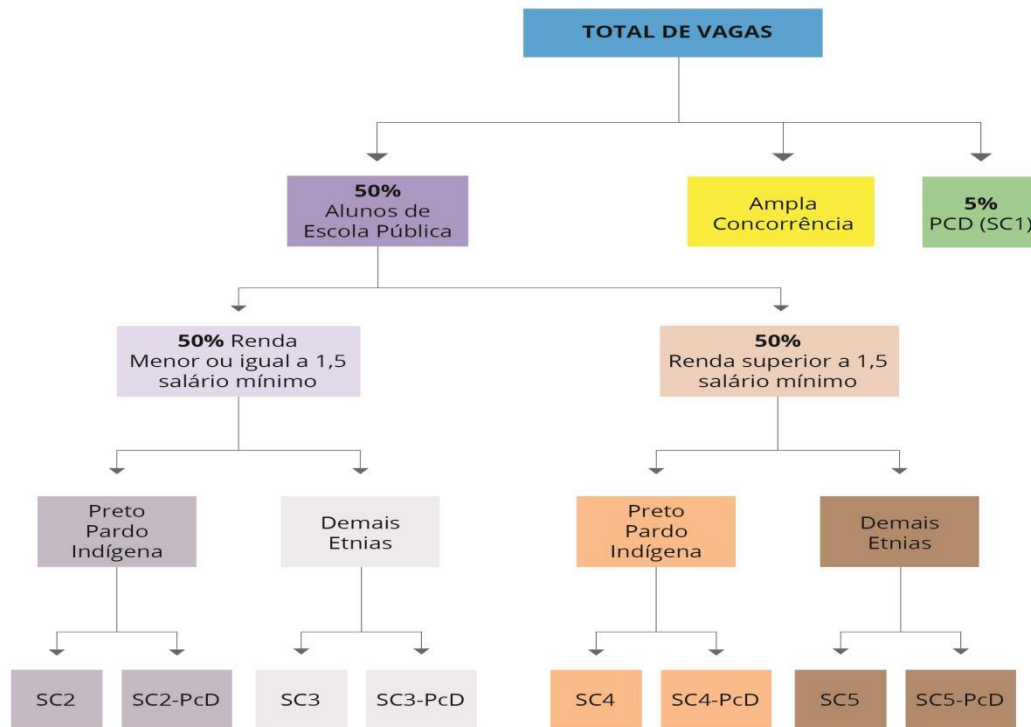 TOTAL DE VAGAS
50%
Alunos de
Escola Pública
Ampla
Concorrência
5%
PCD (SC1)
50% Renda
Menor ou igual a 1,5
salário mínimo
50%
Renda superior a 1,5
salário mínimo
Preto
Pardo
Indígena
Demais
Etnias
Preto
Pardo
Indígena
Demais
Etnias
SC2
SC2-PcD
SC3
SC3-PcD
SC4
SC4-PcD
SC5
SC5-PcD